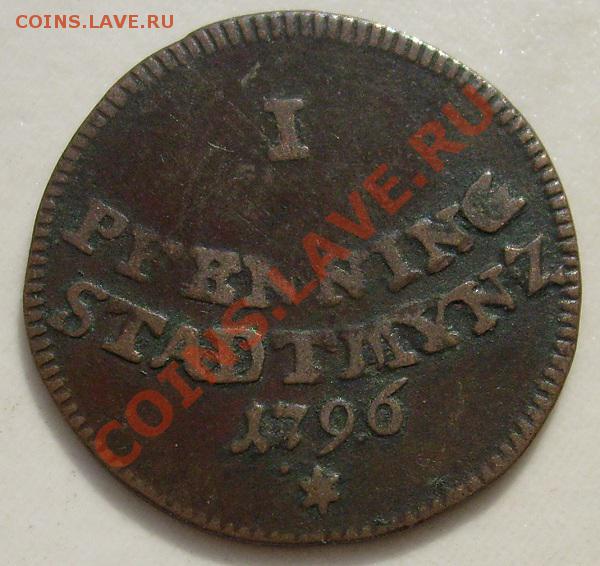 COINS.LAVE.RU
I
PFENNING
STADTMYNZ
1796
COINS.LAVE.RU